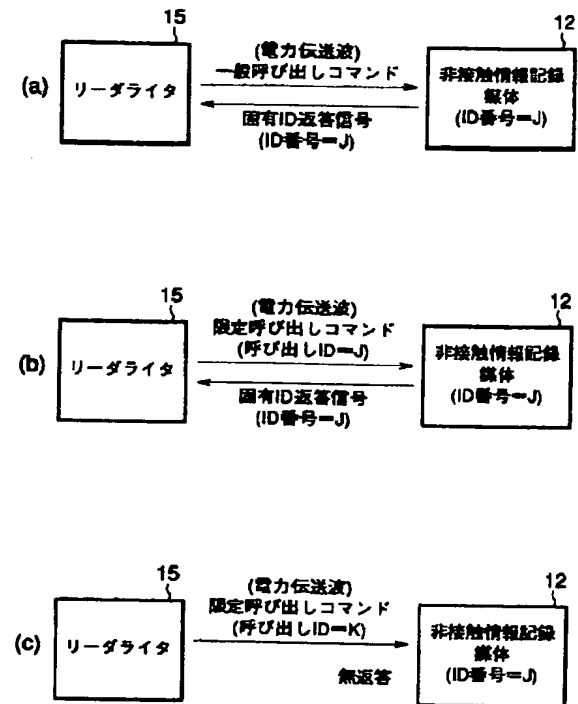 15
12
(a)
リーダライタ
(電力伝送波)
一般呼び出しコマンド
固有ID返答信号
(ID番号=J)
非接触情報記録
媒体
(ID番号=J)
15
12
(b)
リーダライタ
(電力伝送波)
限定呼び出しコマンド
(呼び出しID=J)
固有ID返答信号
(ID番号=J)
非接触情報記録
媒体
(ID番号=J)
15
12
(c)
リーダライタ
(電力伝送波)
限定呼び出しコマンド
(呼び出しID=K)
無返答
非接触情報記録
媒体
(ID番号=J)